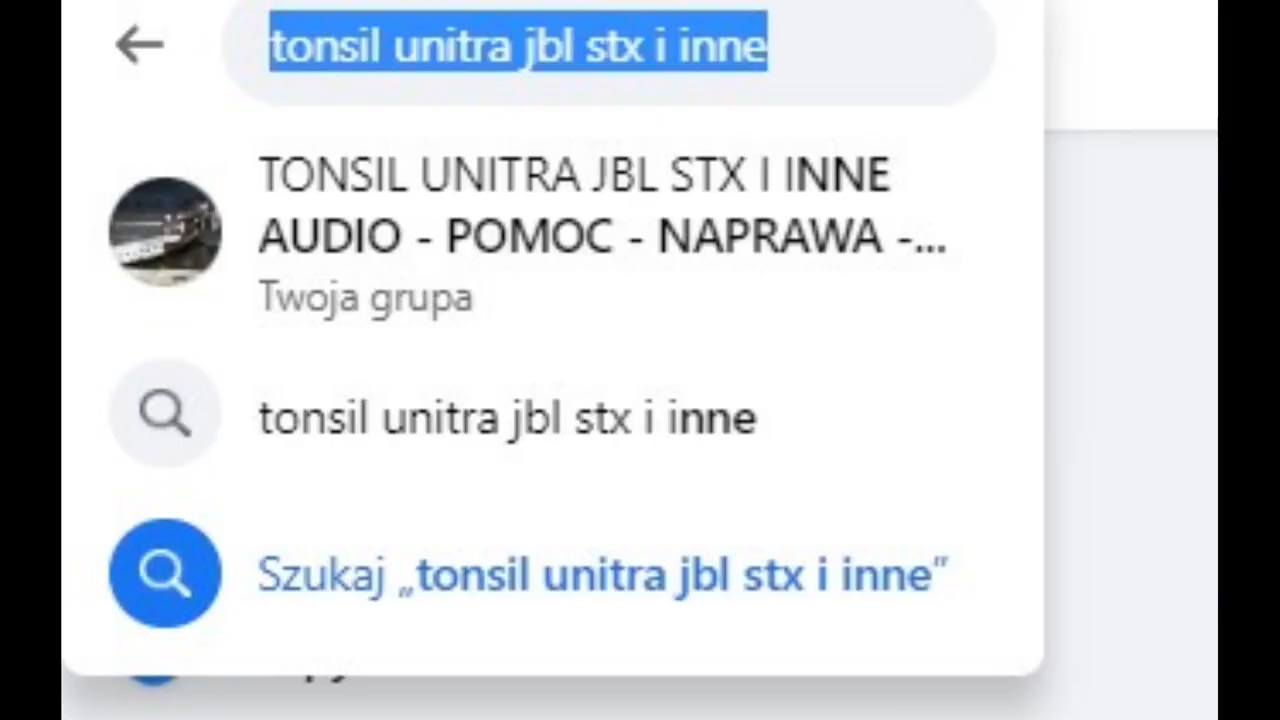 tonsil unitra jbl stx i inne
TONSIL UNITRA JBL STX I INNE
AUDIO - POMOC - NAPRAWA -...
Twoja grupa
tonsil unitra jbl stx i inne
Szukaj „tonsil unitra jbl stx i inne”